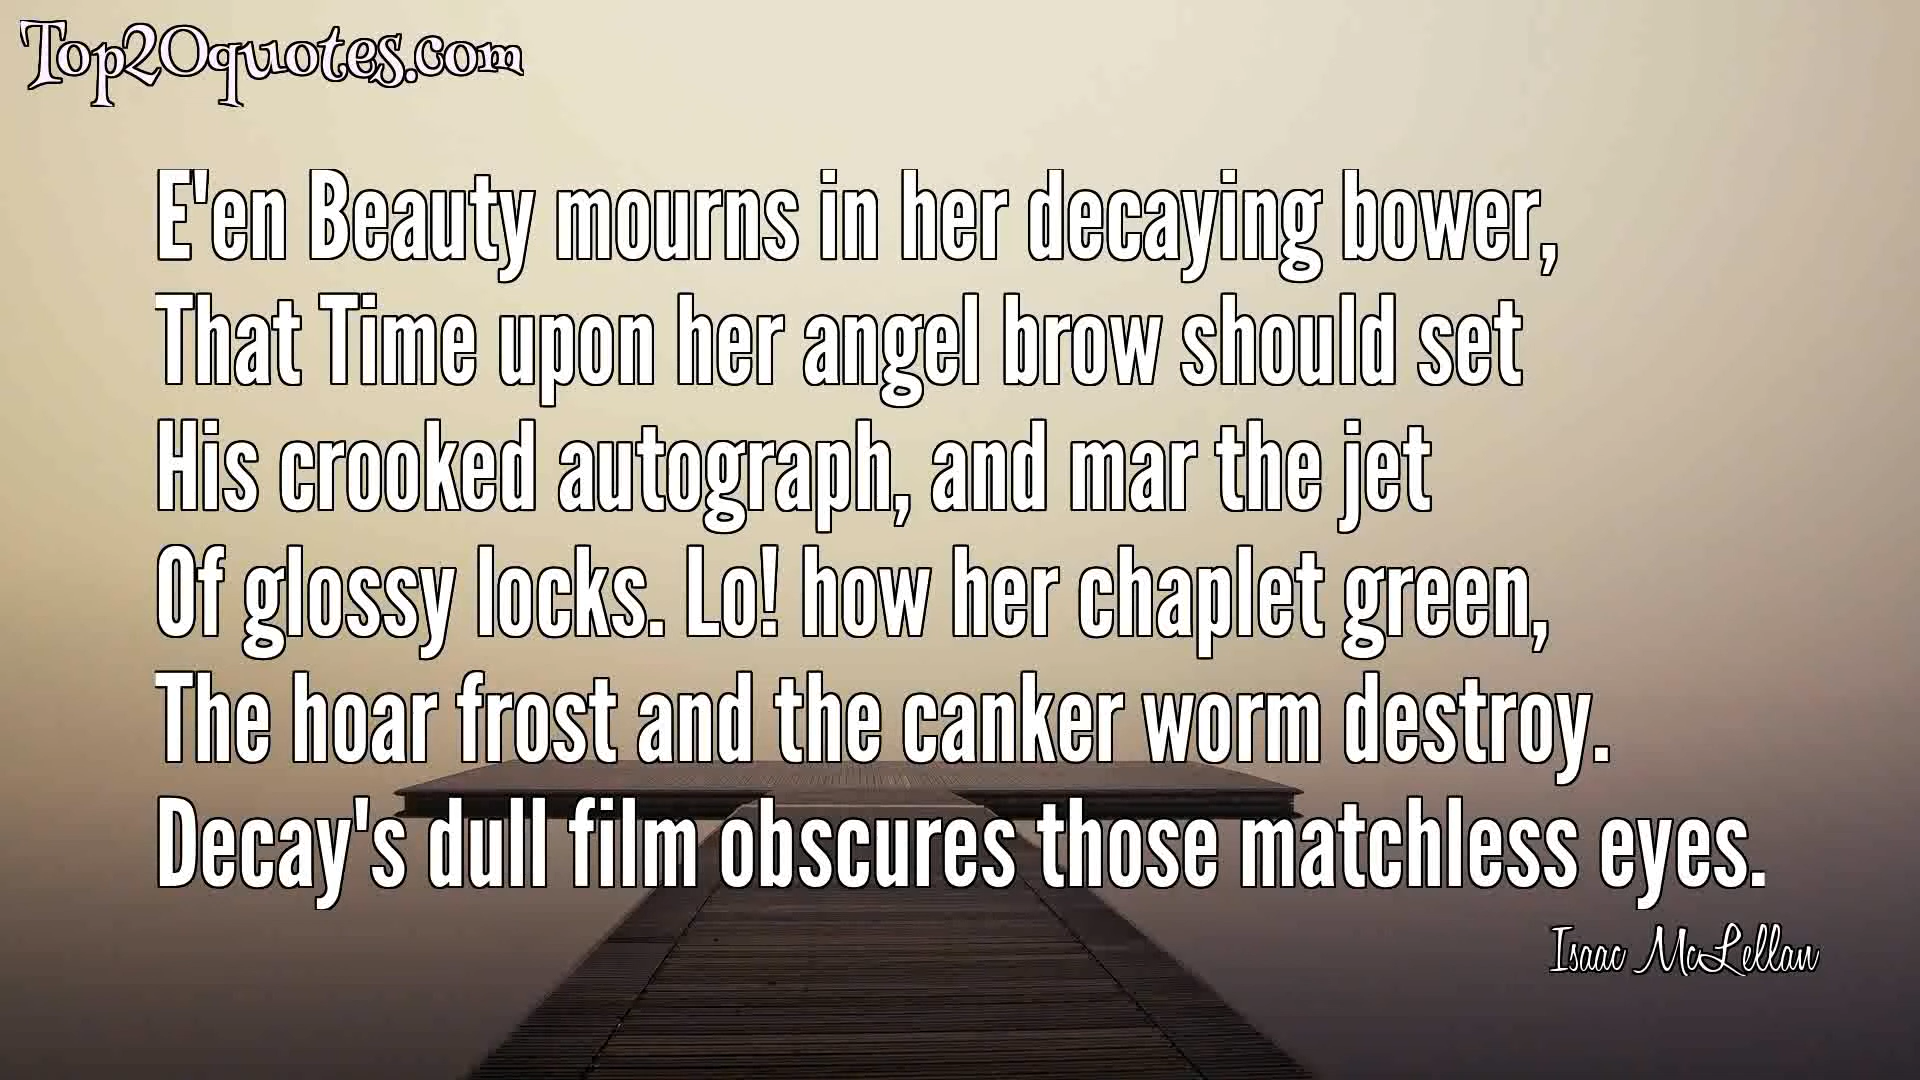 Top20quotes.com
E'en Beauty mourns in her decaying bower,
That Time upon her angel brow should set
His crooked autograph, and mar the jet
Of glossy locks. Lo! how her chaplet green,
The hoar frost and the canker worm destroy.
Decay's dull film obscures those matchless eyes.
Isaac McLellan